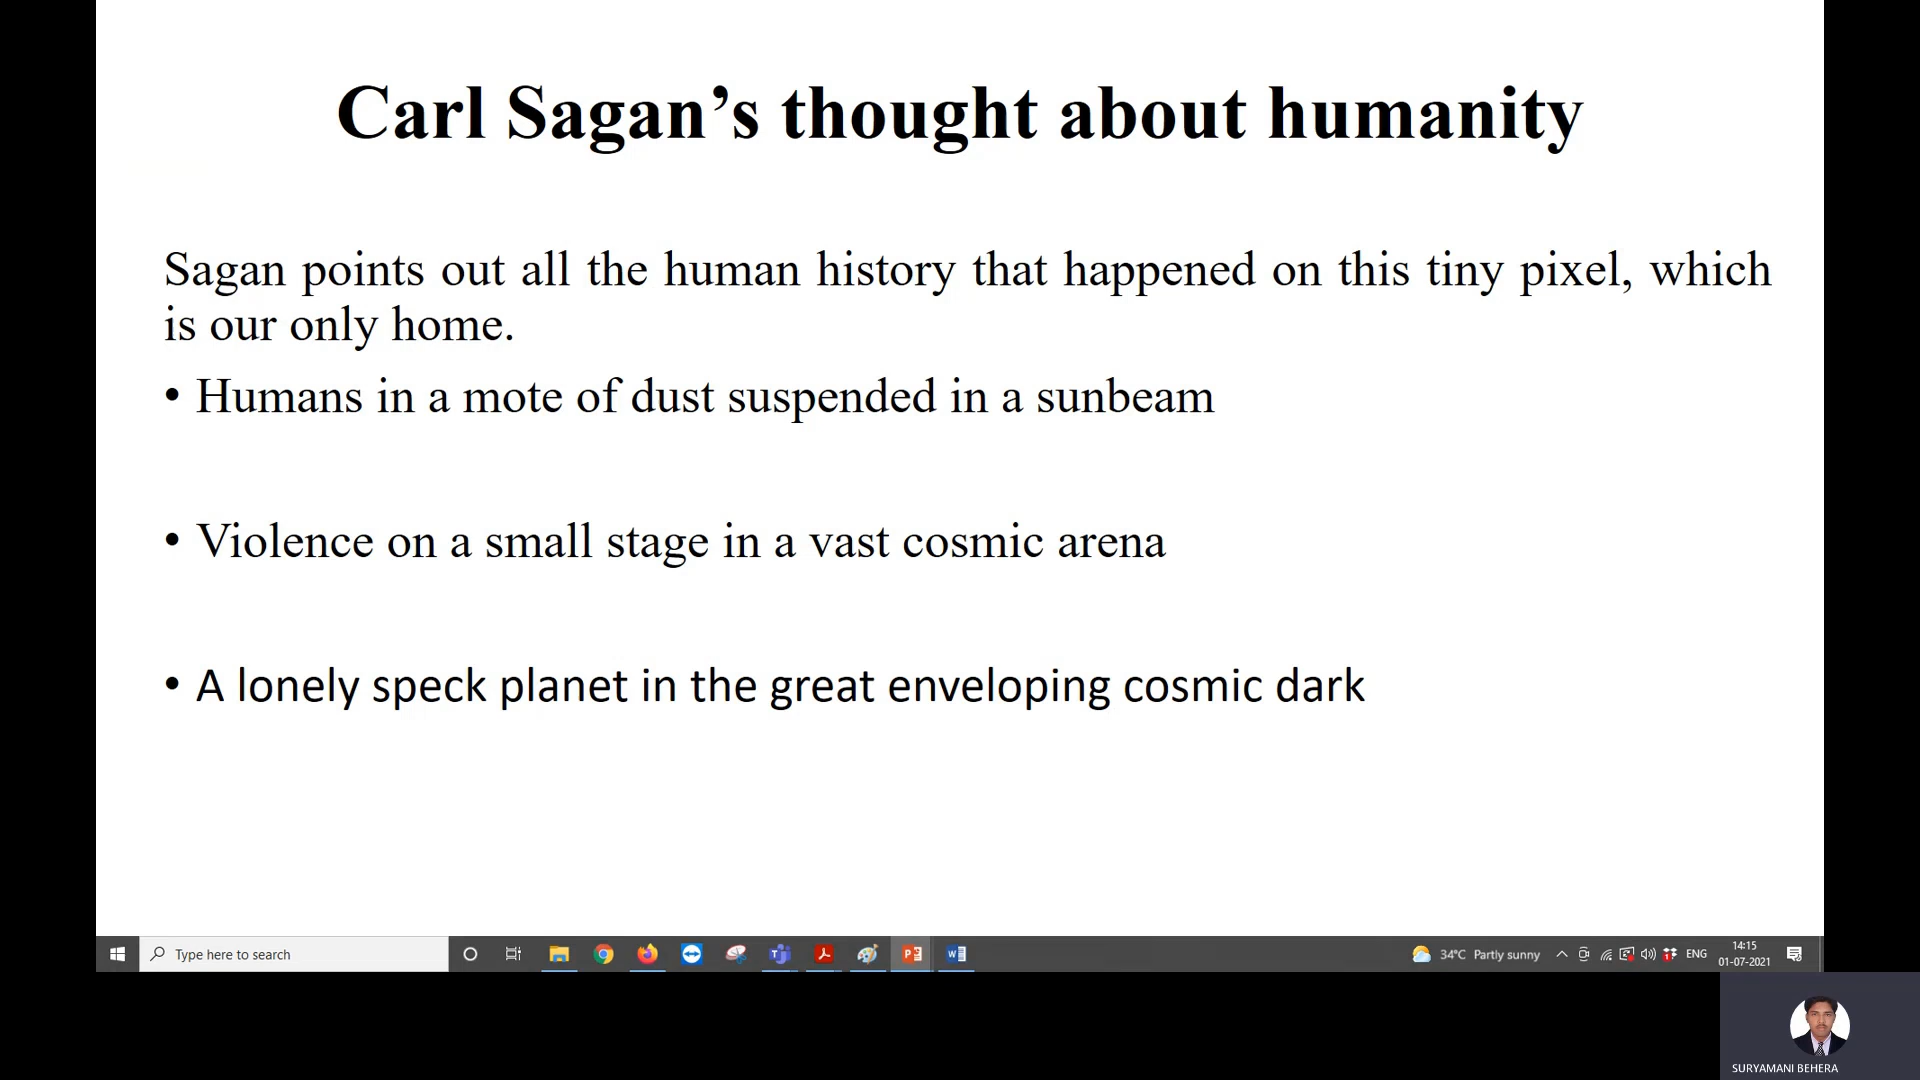 Carl Sagan’s thought about humanity
Sagan points out all the human history that happened on this tiny pixel, which
is our only home.
• Humans in a mote of dust suspended in a sunbeam
• Violence on a small stage in a vast cosmic arena
• A lonely speck planet in the great enveloping cosmic dark
Type here to search
34°C Partly sunny
ENG
14:15
01-07-2021
SURYAMANI BEHERA